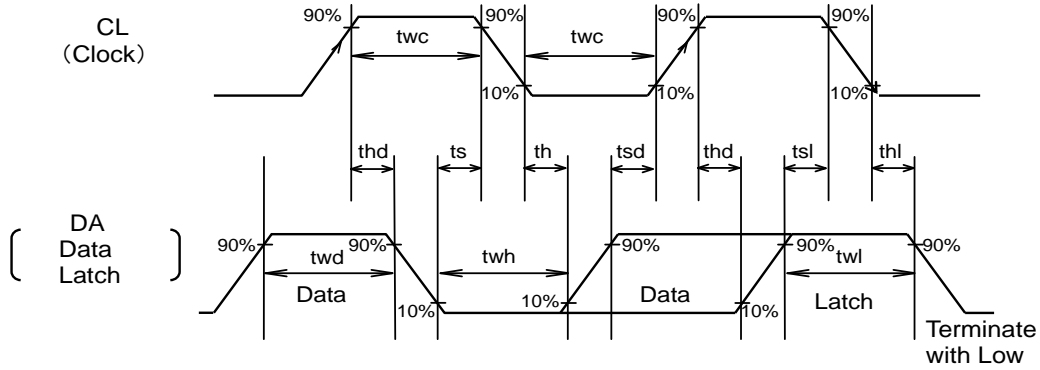 CL
（Clock）
90% 90% 90% 90%
twc twc
10% 10% 10%
thd ts th tsd thd tsl thl
DA
Data
Latch
90% 90% 90% 90% 90%
twd twh twl
Data Data Latch
10% 10% 10%
Terminate
with Low